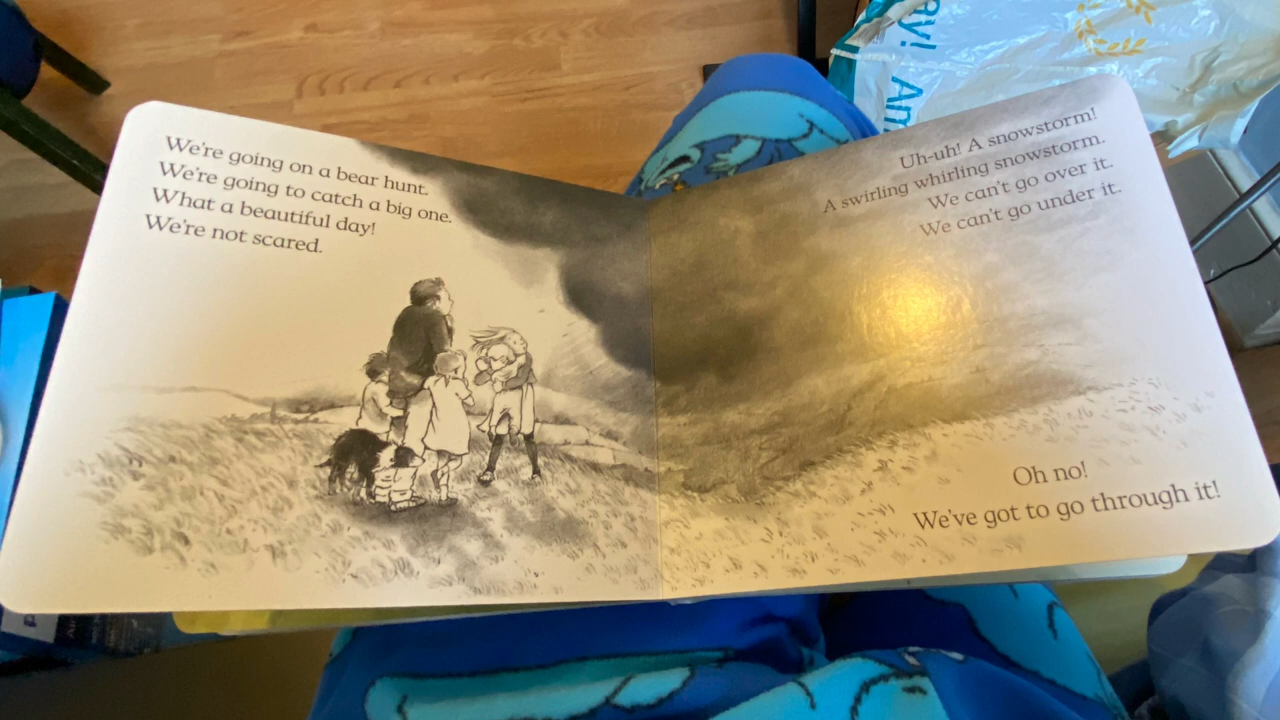 We're going on a bear hunt.
We're going to catch a big one.
What a beautiful day!
We're not scared.
Uh-uh! A snowstorm!
A swirling whirling snowstorm.
We can't go over it.
We can't go under it.
Oh no!
We've got to go through it!